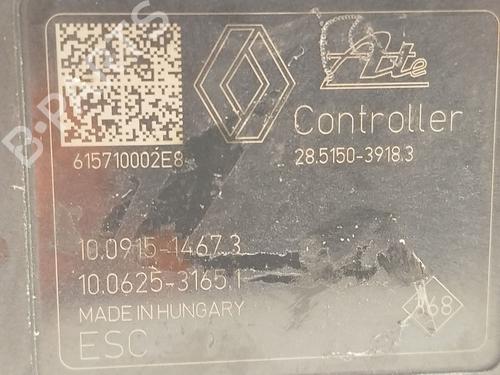 Ate
Controller
615710002E8
28.5150-3918.3
10.0915-1467.3
10.0625-3165.1
MADE IN HUNGARY
ESC
868
B-PARTS